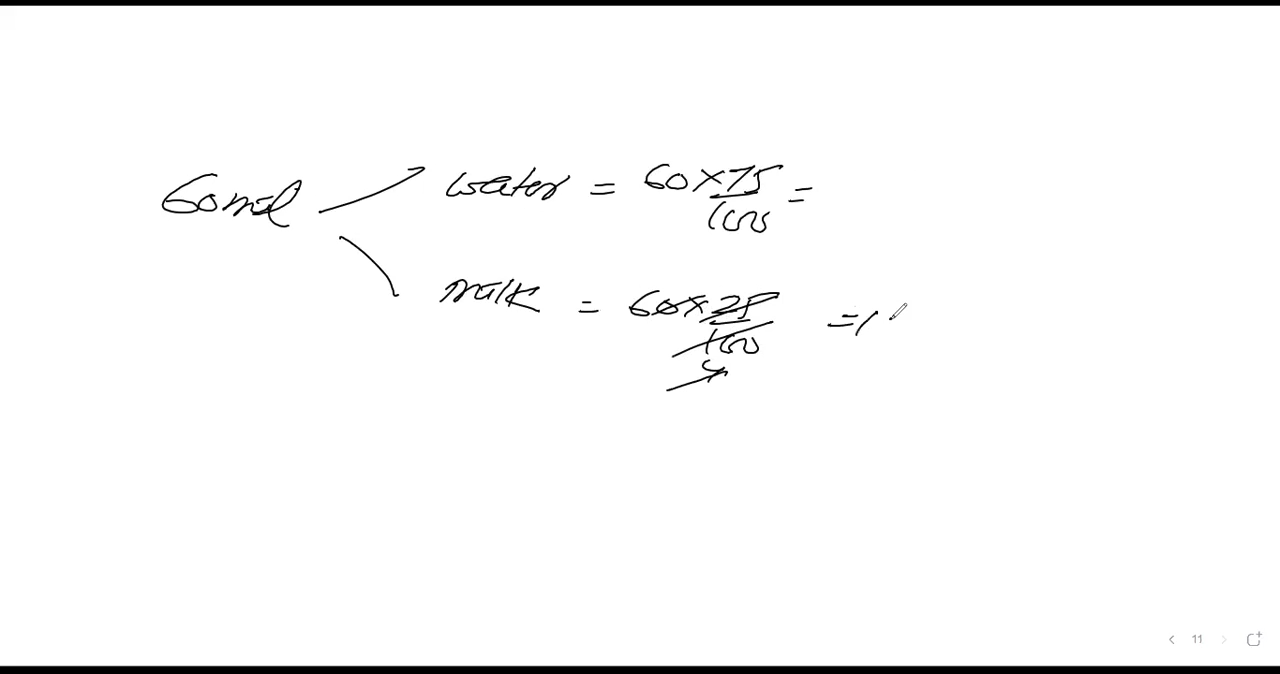 60ml water = 60 × 75/100 =
milk = 60 × 25/100 = 1
4
11